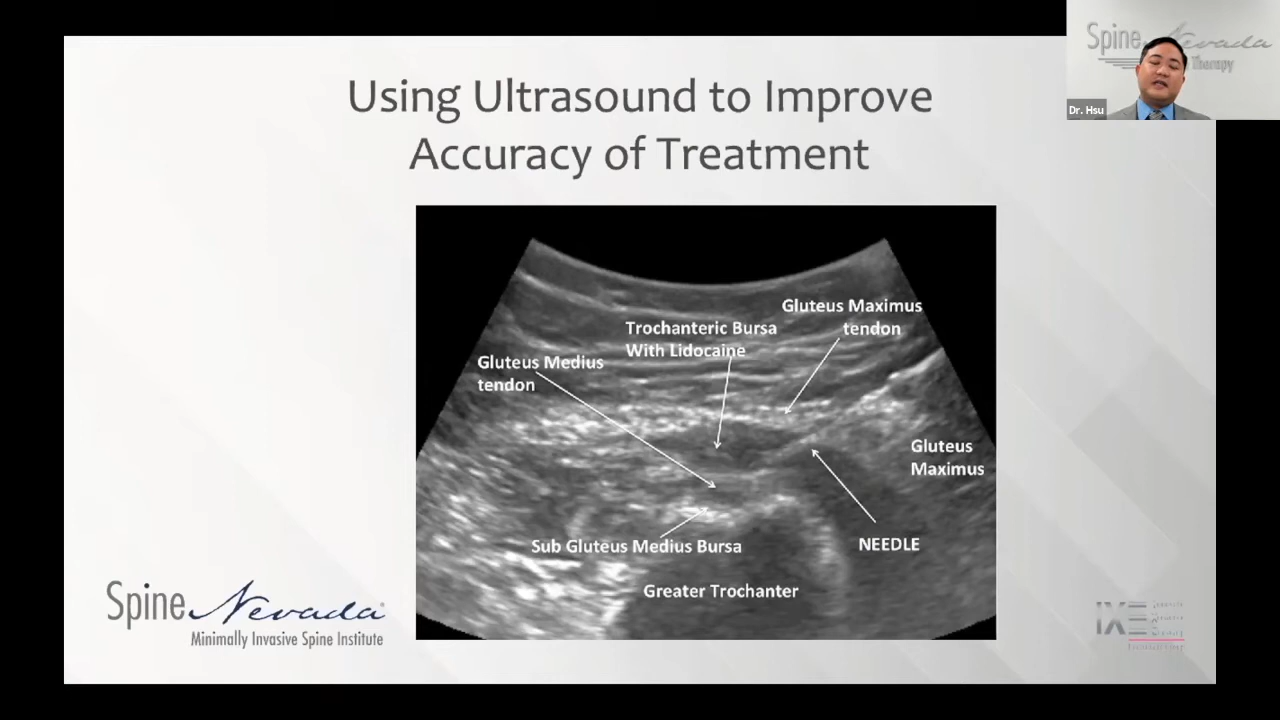 Using Ultrasound to Improve
Accuracy of Treatment
Spine Nevada
Therapy
Dr. Hsu
Gluteus Maximus
tendon
Trochanteric Bursa
With Lidocaine
Gluteus Medius
tendon
Gluteus
Maximus
Sub Gluteus Medius Bursa
NEEDLE
Greater Trochanter
Spine Nevada
Minimally Invasive Spine Institute